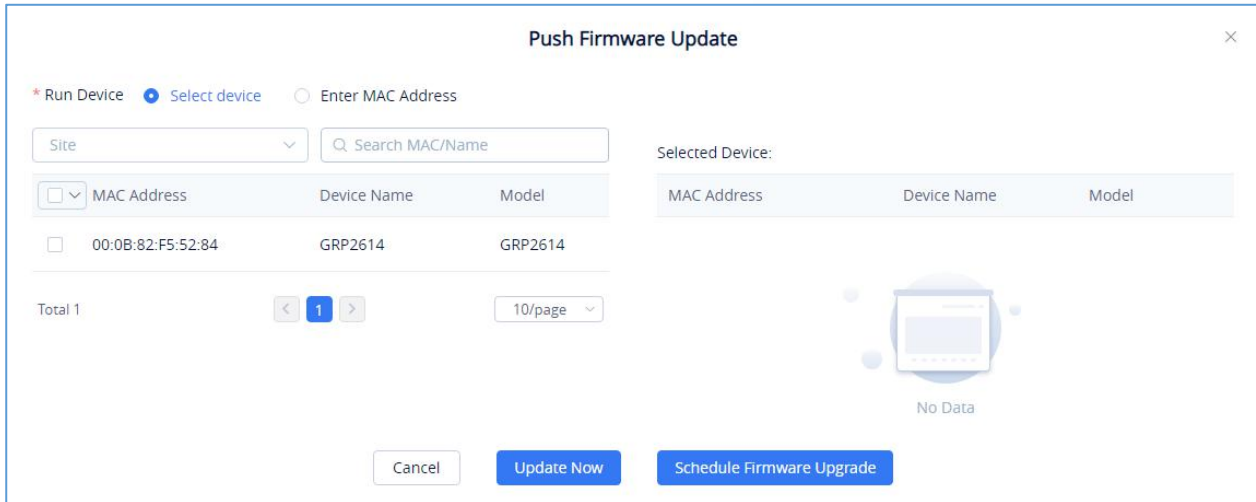 Push Firmware Update
* Run Device Select device Enter MAC Address
Site Search MAC/Name
Selected Device:
MAC Address Device Name Model
MAC Address Device Name Model
00:0B:82:F5:52:84 GRP2614 GRP2614
Total 1 1 10/page
No Data
Cancel Update Now Schedule Firmware Upgrade